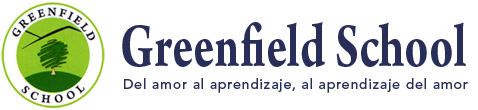 GREENFIELD
SCHOOL
Greenfield School
Del amor al aprendizaje, al aprendizaje del amor